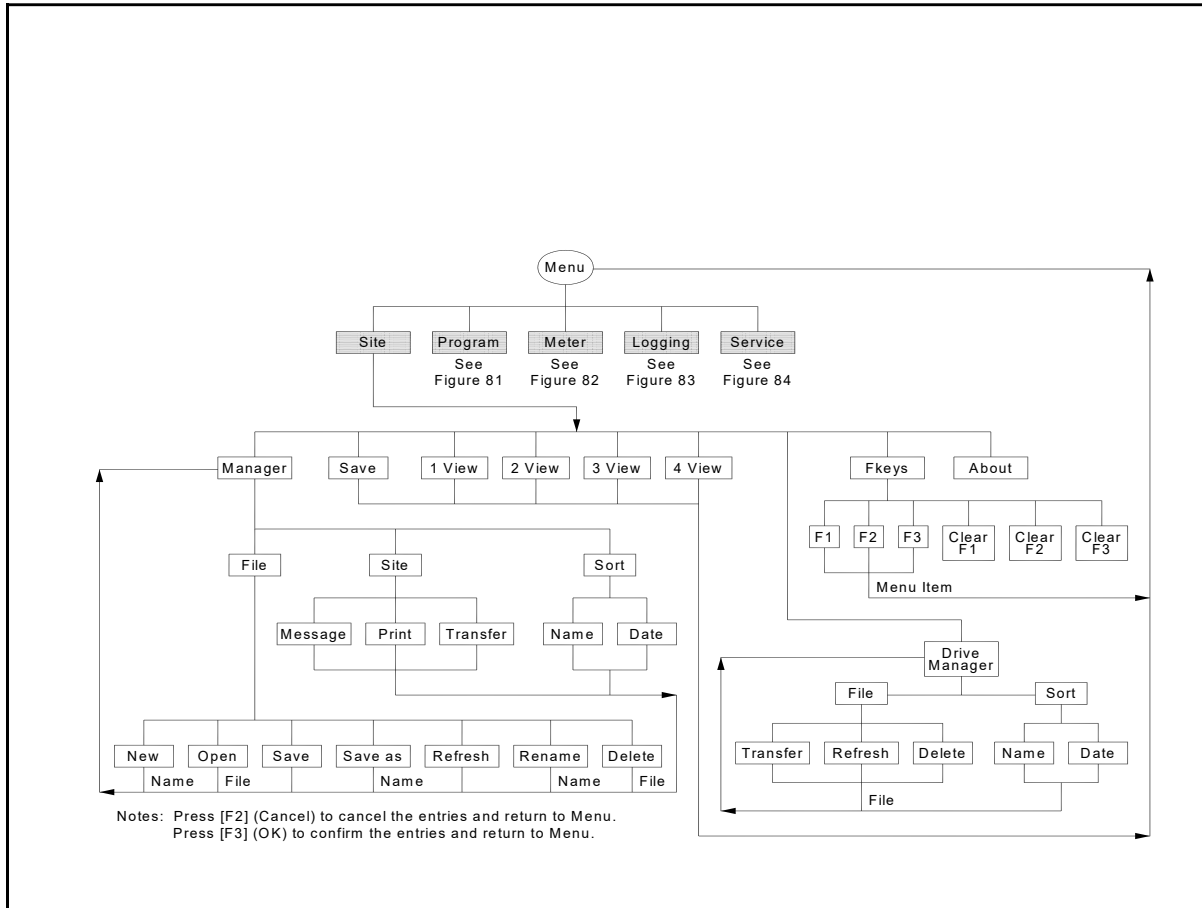 Menu
Site Program Meter Logging Service
See See See See
Figure 81 Figure 82 Figure 83 Figure 84
Manager Save 1 View 2 View 3 View 4 View Fkeys About
F1 F2 F3 Clear F1 Clear F2 Clear F3
File Site Sort
Menu Item
Message Print Transfer Name Date
Drive
Manager
File Sort
New Open Save Save as Refresh Rename Delete
Transfer Refresh Delete Name Date
Name File Name Name File
File
Notes: Press [F2] (Cancel) to cancel the entries and return to Menu.
Press [F3] (OK) to confirm the entries and return to Menu.